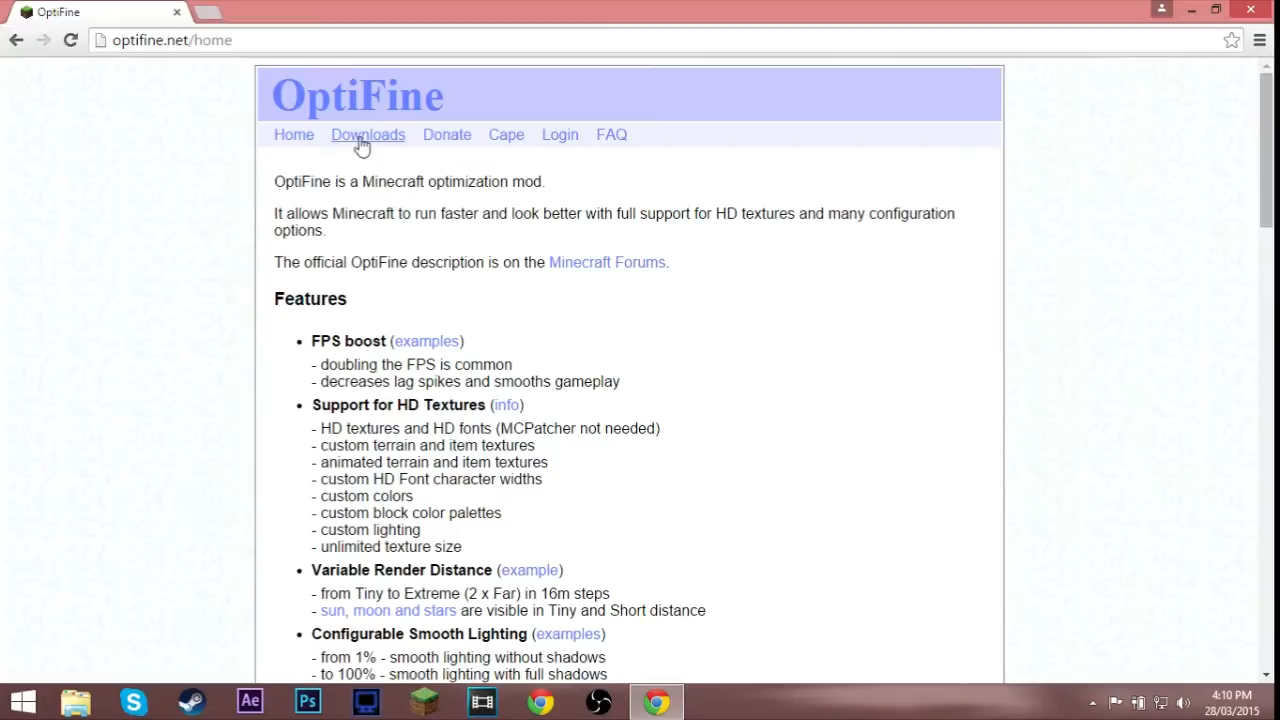 OptiFine
optifine.net/home
OptiFine
Home Downloads Donate Cape Login FAQ
OptiFine is a Minecraft optimization mod.
It allows Minecraft to run faster and look better with full support for HD textures and many configuration
options.
The official OptiFine description is on the Minecraft Forums.
Features
• FPS boost (examples)
- doubling the FPS is common
- decreases lag spikes and smooths gameplay
• Support for HD Textures (info)
- HD textures and HD fonts (MCPatcher not needed)
- custom terrain and item textures
- animated terrain and item textures
- custom HD Font character widths
- custom colors
- custom block color palettes
- custom lighting
- unlimited texture size
• Variable Render Distance (example)
- from Tiny to Extreme (2 x Far) in 16m steps
- sun, moon and stars are visible in Tiny and Short distance
• Configurable Smooth Lighting (examples)
- from 1% - smooth lighting without shadows
- to 100% - smooth lighting with full shadows
Ae
Ps
4:10 PM
28/03/2015